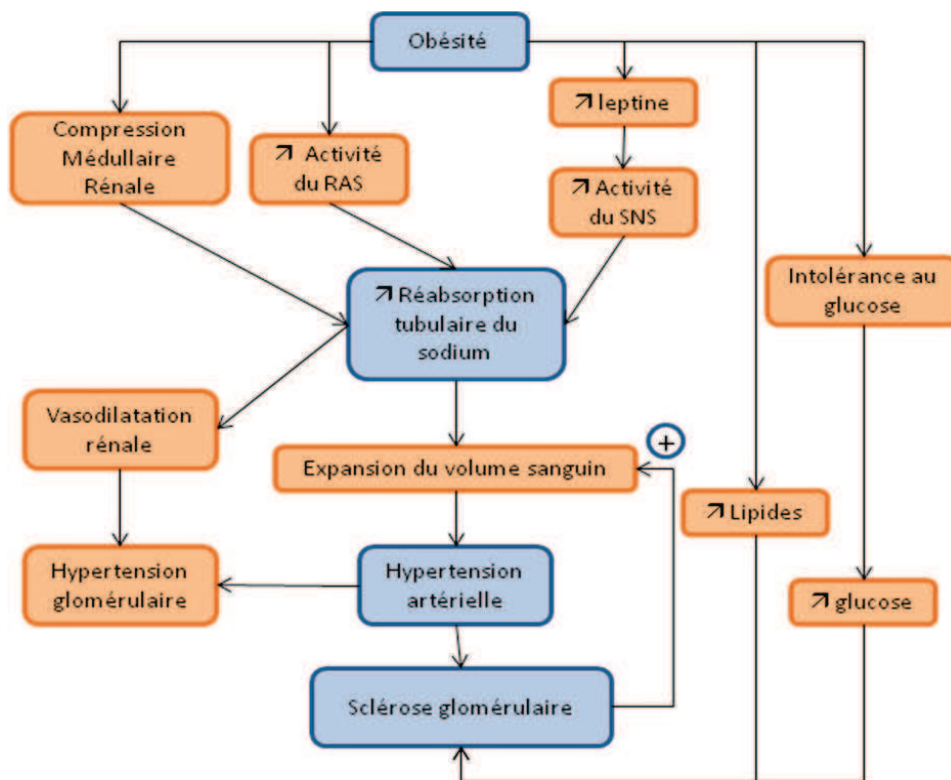 Obésité
Compression
Médullaire
Rénale
↗ Activité
du RAS
↗ leptine
↗ Activité
du SNS
Intolérance au
glucose
↗ Réabsorption
tubulaire du
sodium
Vasodilatation
rénale
+
Expansion du volume sanguin
↗ Lipides
Hypertension
glomérulaire
Hypertension
artérielle
↗ glucose
Sclérose glomérulaire